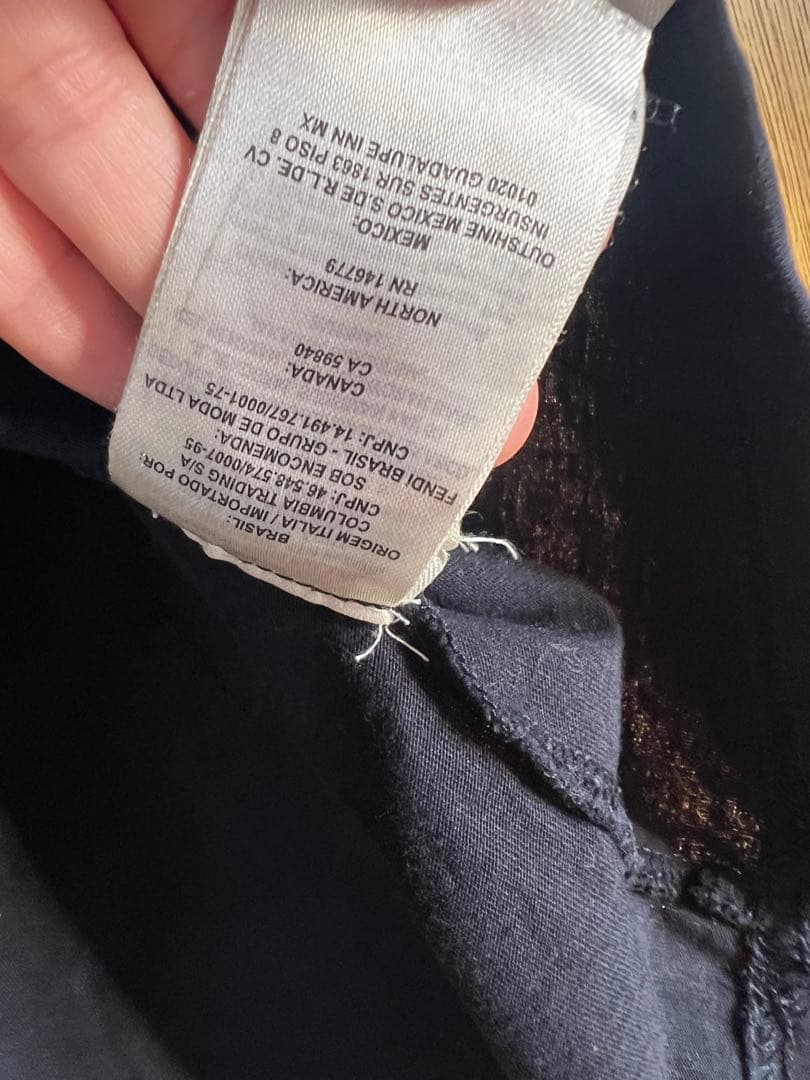 BRASIL:
ORIGEM ITALIA / IMPORTADO POR:
COLUMBIA TRADING S/A
CNPJ: 46.548.574/0007-95
SOB ENCOMENDA:
FENDI BRASIL - GRUPO DE MODA LTDA
CNPJ: 14.491.767/0001-75
CANADA:
CA 59840
NORTH AMERICA:
RN 146779
MEXICO:
OUTSHINE MEXICO S.DE R.L.DE. CV
INSURGENTES SUR 1863 PISO 8
01020 GUADALUPE INN MX